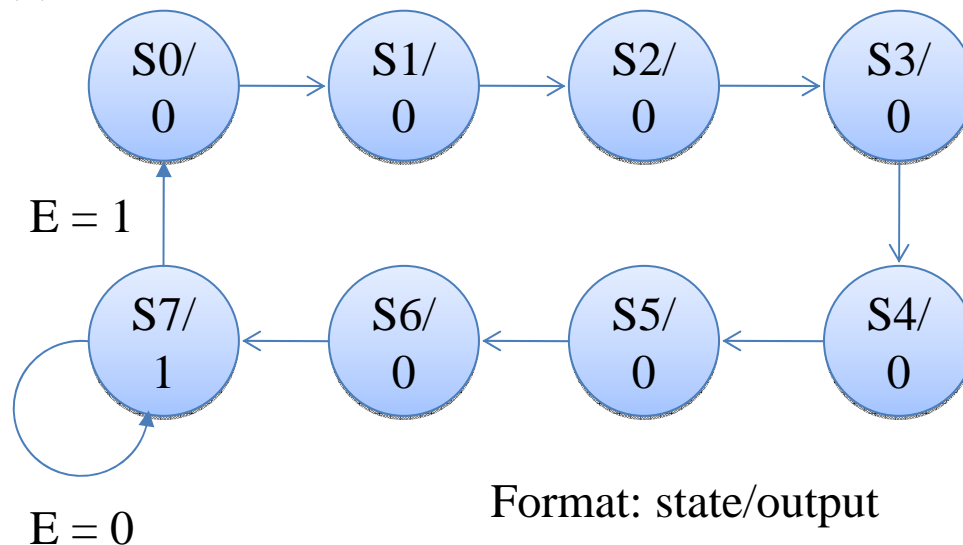 S0/
0
S1/
0
S2/
0
S3/
0
E = 1
S7/
1
S6/
0
S5/
0
S4/
0
Format: state/output
E = 0